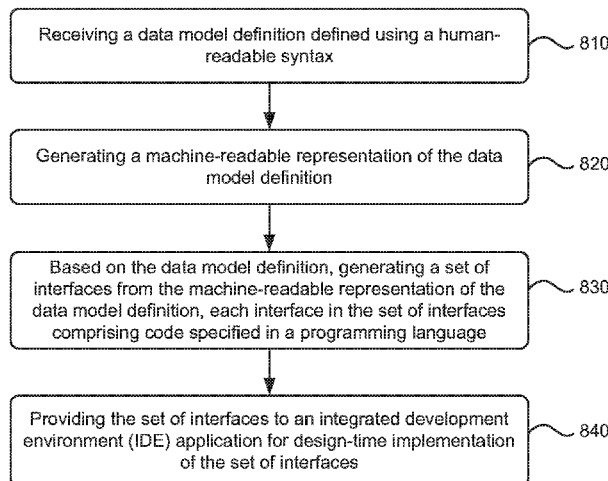 Receiving a data model definition defined using a human-
readable syntax
810
Generating a machine-readable representation of the data
model definition
820
Based on the data model definition, generating a set of
interfaces from the machine-readable representation of the
data model definition, each interface in the set of interfaces
comprising code specified in a programming language
830
Providing the set of interfaces to an integrated development
environment (IDE) application for design-time implementation
of the set of interfaces
840